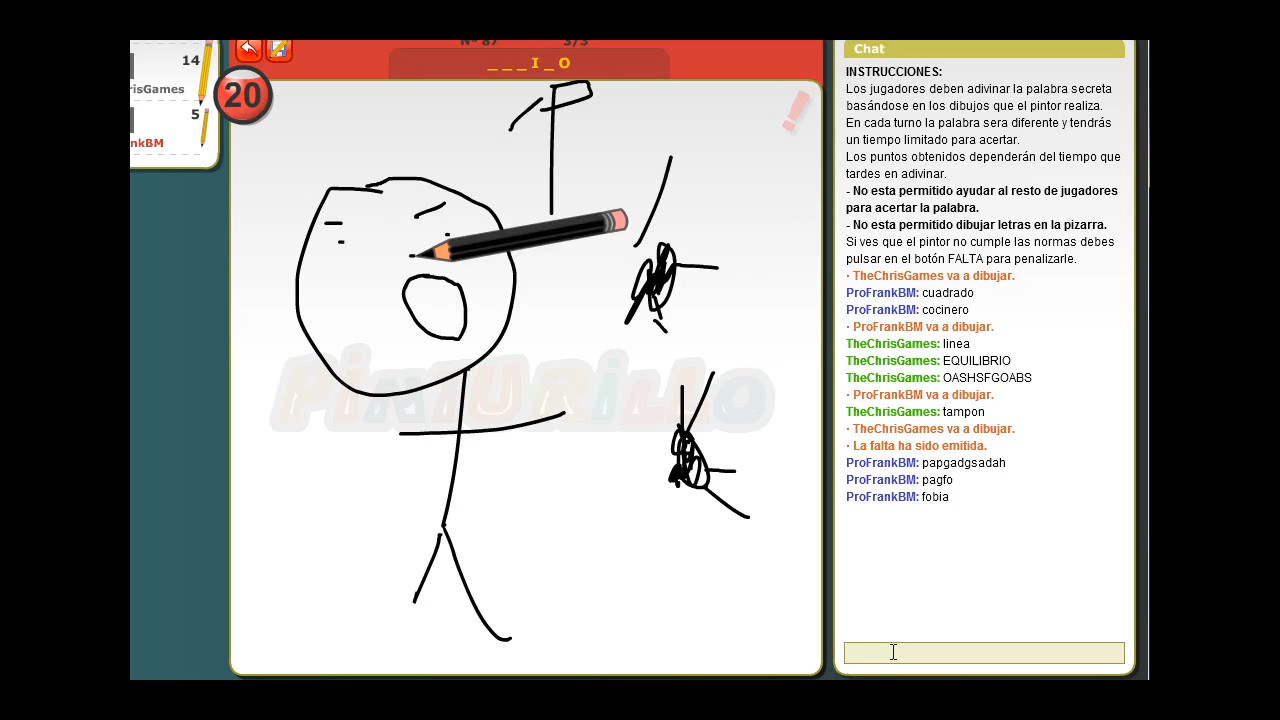 14
risGames
5
nkBM
20
Nº 87 3/3
_ _ _ I _ O
PiNTURiLLO
Chat
INSTRUCCIONES:
Los jugadores deben adivinar la palabra secreta
basándose en los dibujos que el pintor realiza.
En cada turno la palabra sera diferente y tendrás
un tiempo limitado para acertar.
Los puntos obtenidos dependerán del tiempo que
tardes en adivinar.
- No esta permitido ayudar al resto de jugadores
para acertar la palabra.
- No esta permitido dibujar letras en la pizarra.
Si ves que el pintor no cumple las normas debes
pulsar en el botón FALTA para penalizarle.
· TheChrisGames va a dibujar.
ProFrankBM: cuadrado
ProFrankBM: cocinero
· ProFrankBM va a dibujar.
TheChrisGames: linea
TheChrisGames: EQUILIBRIO
TheChrisGames: OASHSFGOABS
· ProFrankBM va a dibujar.
TheChrisGames: tampon
· TheChrisGames va a dibujar.
· La falta ha sido emitida.
ProFrankBM: papgadgsadah
ProFrankBM: pagfo
ProFrankBM: fobia